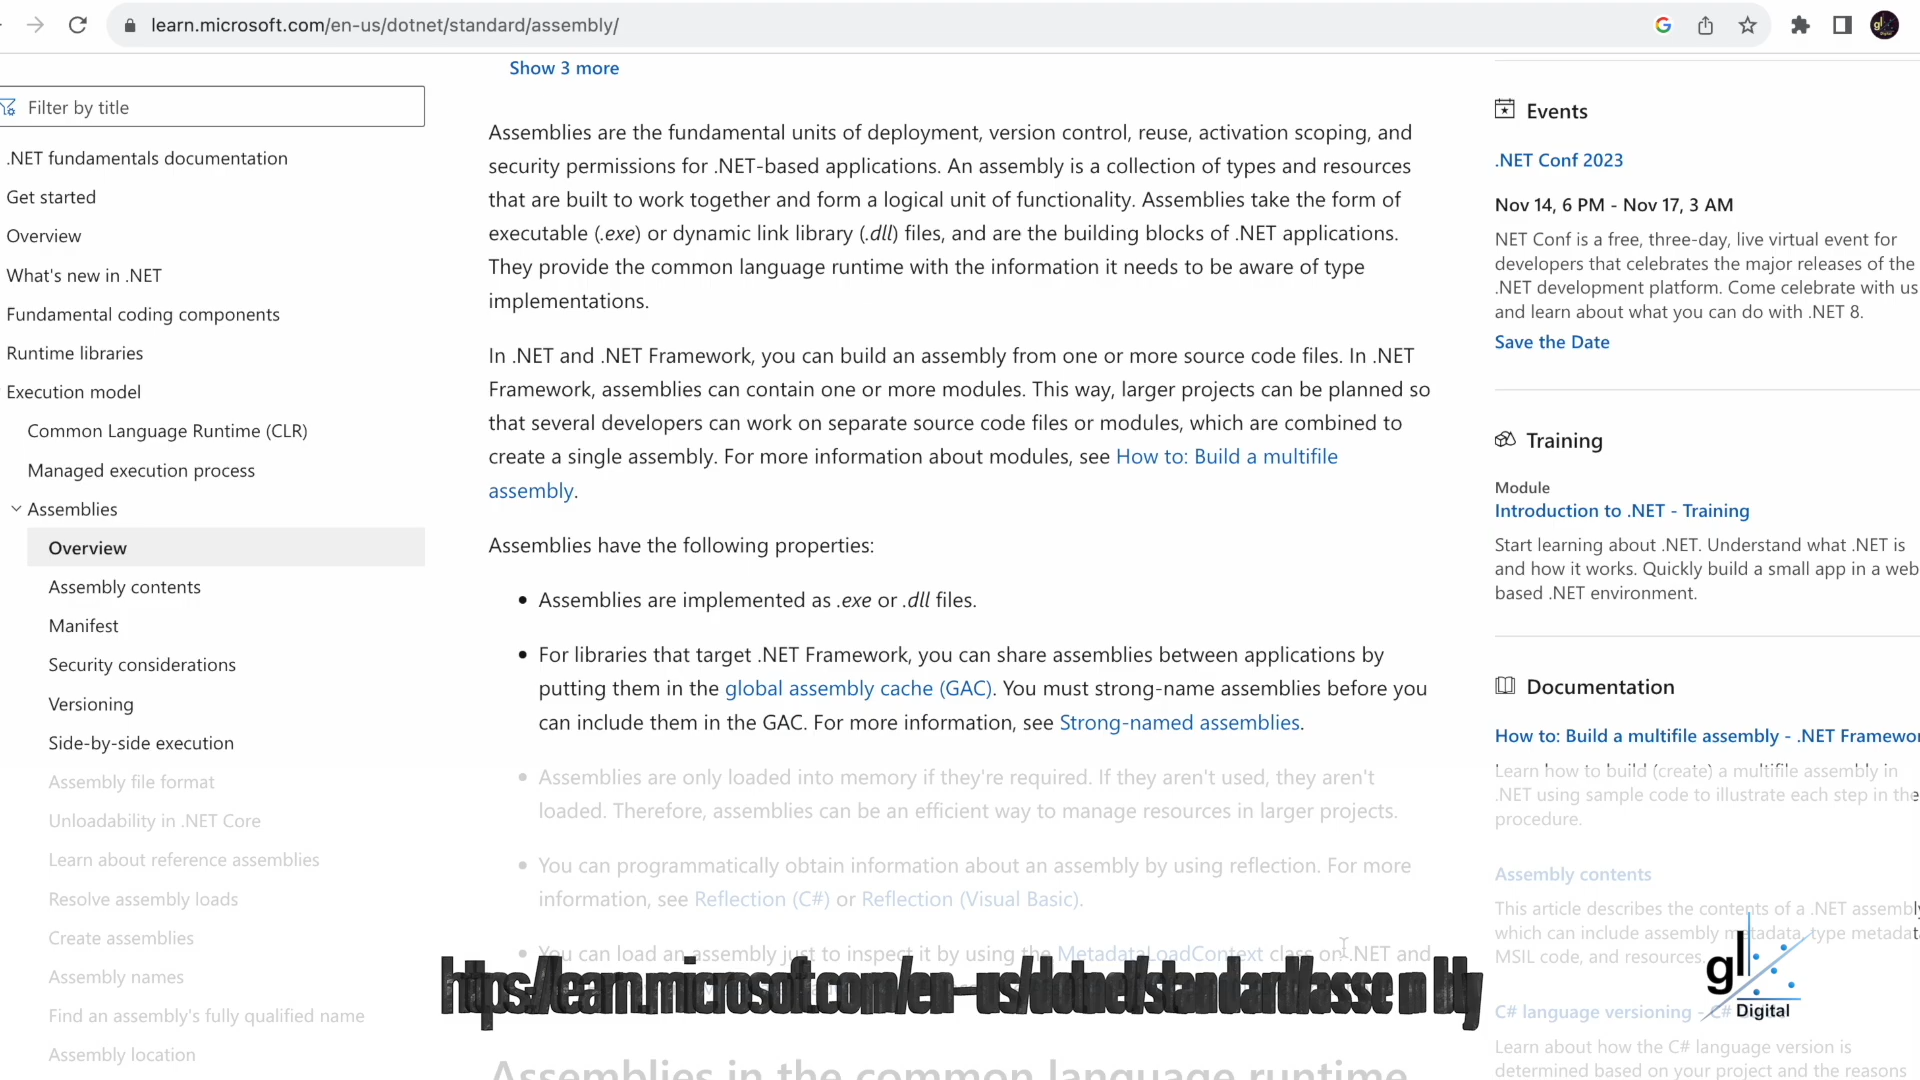 learn.microsoft.com/en-us/dotnet/standard/assembly/
Show 3 more
Filter by title
.NET fundamentals documentation
Get started
Overview
What's new in .NET
Fundamental coding components
Runtime libraries
Execution model
Common Language Runtime (CLR)
Managed execution process
Assemblies
Overview
Assembly contents
Manifest
Security considerations
Versioning
Side-by-side execution
Assembly file format
Unloadability in .NET Core
Learn about reference assemblies
Resolve assembly loads
Create assemblies
Assembly names
Find an assembly's fully qualified name
Assembly location
Assemblies are the fundamental units of deployment, version control, reuse, activation scoping, and
security permissions for .NET-based applications. An assembly is a collection of types and resources
that are built to work together and form a logical unit of functionality. Assemblies take the form of
executable (.exe) or dynamic link library (.dll) files, and are the building blocks of .NET applications.
They provide the common language runtime with the information it needs to be aware of type
implementations.
In .NET and .NET Framework, you can build an assembly from one or more source code files. In .NET
Framework, assemblies can contain one or more modules. This way, larger projects can be planned so
that several developers can work on separate source code files or modules, which are combined to
create a single assembly. For more information about modules, see How to: Build a multifile
assembly.
Assemblies have the following properties:
• Assemblies are implemented as .exe or .dll files.
• For libraries that target .NET Framework, you can share assemblies between applications by
putting them in the global assembly cache (GAC). You must strong-name assemblies before you
can include them in the GAC. For more information, see Strong-named assemblies.
• Assemblies are only loaded into memory if they're required. If they aren't used, they aren't
loaded. Therefore, assemblies can be an efficient way to manage resources in larger projects.
• You can programmatically obtain information about an assembly by using reflection. For more
information, see Reflection (C#) or Reflection (Visual Basic).
• You can load an assembly just to inspect it by using the MetadataLoadContext class on .NET and
https://learn.microsoft.com/en-us/dotnet/standard/assembly
Assemblies in the common language runtime
Events
.NET Conf 2023
Nov 14, 6 PM - Nov 17, 3 AM
NET Conf is a free, three-day, live virtual event for
developers that celebrates the major releases of the
.NET development platform. Come celebrate with us
and learn about what you can do with .NET 8.
Save the Date
Training
Module
Introduction to .NET - Training
Start learning about .NET. Understand what .NET is
and how it works. Quickly build a small app in a web
based .NET environment.
Documentation
How to: Build a multifile assembly - .NET Framewor
Learn how to build (create) a multifile assembly in
.NET using sample code to illustrate each step in the
procedure.
Assembly contents
This article describes the contents of a .NET assembly
which can include assembly metadata, type metadat
MSIL code, and resources.
C# language versioning - C#
Learn about how the C# language version is
determined based on your project and the reasons
gl
Digital